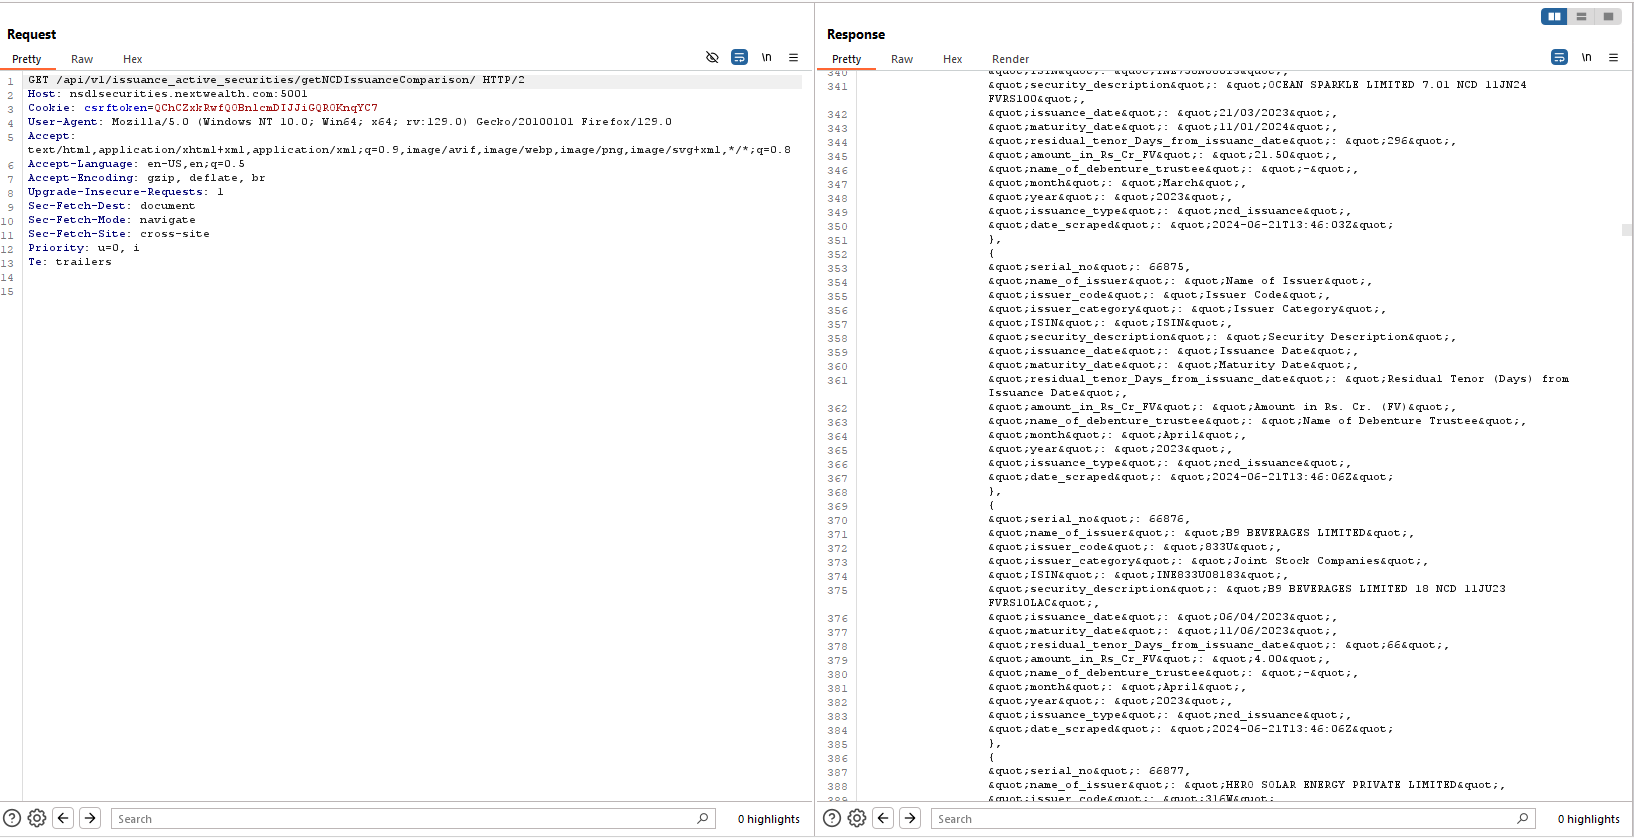 Request
Pretty Raw Hex \n
1 GET /api/v1/issuance_active_securities/getNCDIssuanceComparison/ HTTP/2
2 Host: nsdlsecurities.nextwealth.com:5001
3 Cookie: csrftoken=QChCZxkRwfQ0Bn1cmDIJJiGQR0KnqYC7
4 User-Agent: Mozilla/5.0 (Windows NT 10.0; Win64; x64; rv:129.0) Gecko/20100101 Firefox/129.0
5 Accept:
text/html,application/xhtml+xml,application/xml;q=0.9,image/avif,image/webp,image/png,image/svg+xml,*/*;q=0.8
6 Accept-Language: en-US,en;q=0.5
7 Accept-Encoding: gzip, deflate, br
8 Upgrade-Insecure-Requests: 1
9 Sec-Fetch-Dest: document
10 Sec-Fetch-Mode: navigate
11 Sec-Fetch-Site: cross-site
12 Priority: u=0, i
13 Te: trailers
14
15
Search 0 highlights
Response
Pretty Raw Hex Render \n
340 &quot;ISIN&quot;:
341 &quot;security_description&quot;: &quot;OCEAN SPARKLE LIMITED 7.01 NCD 11JN24
FVRS100&quot;,
342 &quot;issuance_date&quot;: &quot;21/03/2023&quot;,
343 &quot;maturity_date&quot;: &quot;11/01/2024&quot;,
344 &quot;residual_tenor_Days_from_issuanc_date&quot;: &quot;296&quot;,
345 &quot;amount_in_Rs_Cr_FV&quot;: &quot;21.50&quot;,
346 &quot;name_of_debenture_trustee&quot;: &quot;-&quot;,
347 &quot;month&quot;: &quot;March&quot;,
348 &quot;year&quot;: &quot;2023&quot;,
349 &quot;issuance_type&quot;: &quot;ncd_issuance&quot;,
350 &quot;date_scraped&quot;: &quot;2024-06-21T13:46:03Z&quot;
351 },
352 {
353 &quot;serial_no&quot;: 66875,
354 &quot;name_of_issuer&quot;: &quot;Name of Issuer&quot;,
355 &quot;issuer_code&quot;: &quot;Issuer Code&quot;,
356 &quot;issuer_category&quot;: &quot;Issuer Category&quot;,
357 &quot;ISIN&quot;: &quot;ISIN&quot;,
358 &quot;security_description&quot;: &quot;Security Description&quot;,
359 &quot;issuance_date&quot;: &quot;Issuance Date&quot;,
360 &quot;maturity_date&quot;: &quot;Maturity Date&quot;,
361 &quot;residual_tenor_Days_from_issuanc_date&quot;: &quot;Residual Tenor (Days) from
Issuance Date&quot;,
362 &quot;amount_in_Rs_Cr_FV&quot;: &quot;Amount in Rs. Cr. (FV)&quot;,
363 &quot;name_of_debenture_trustee&quot;: &quot;Name of Debenture Trustee&quot;,
364 &quot;month&quot;: &quot;April&quot;,
365 &quot;year&quot;: &quot;2023&quot;,
366 &quot;issuance_type&quot;: &quot;ncd_issuance&quot;,
367 &quot;date_scraped&quot;: &quot;2024-06-21T13:46:06Z&quot;
368 },
369 {
370 &quot;serial_no&quot;: 66876,
371 &quot;name_of_issuer&quot;: &quot;B9 BEVERAGES LIMITED&quot;,
372 &quot;issuer_code&quot;: &quot;833U&quot;,
373 &quot;issuer_category&quot;: &quot;Joint Stock Companies&quot;,
374 &quot;ISIN&quot;: &quot;INE833U08183&quot;,
375 &quot;security_description&quot;: &quot;B9 BEVERAGES LIMITED 18 NCD 11JU23
FVRS10LAC&quot;,
376 &quot;issuance_date&quot;: &quot;06/04/2023&quot;,
377 &quot;maturity_date&quot;: &quot;11/06/2023&quot;,
378 &quot;residual_tenor_Days_from_issuanc_date&quot;: &quot;66&quot;,
379 &quot;amount_in_Rs_Cr_FV&quot;: &quot;4.00&quot;,
380 &quot;name_of_debenture_trustee&quot;: &quot;-&quot;,
381 &quot;month&quot;: &quot;April&quot;,
382 &quot;year&quot;: &quot;2023&quot;,
383 &quot;issuance_type&quot;: &quot;ncd_issuance&quot;,
384 &quot;date_scraped&quot;: &quot;2024-06-21T13:46:06Z&quot;
385 },
386 {
387 &quot;serial_no&quot;: 66877,
388 &quot;name_of_issuer&quot;: &quot;HERO SOLAR ENERGY PRIVATE LIMITED&quot;,
389 &quot;issuer_code&quot;: &quot;316W&quot;
Search 0 highlights